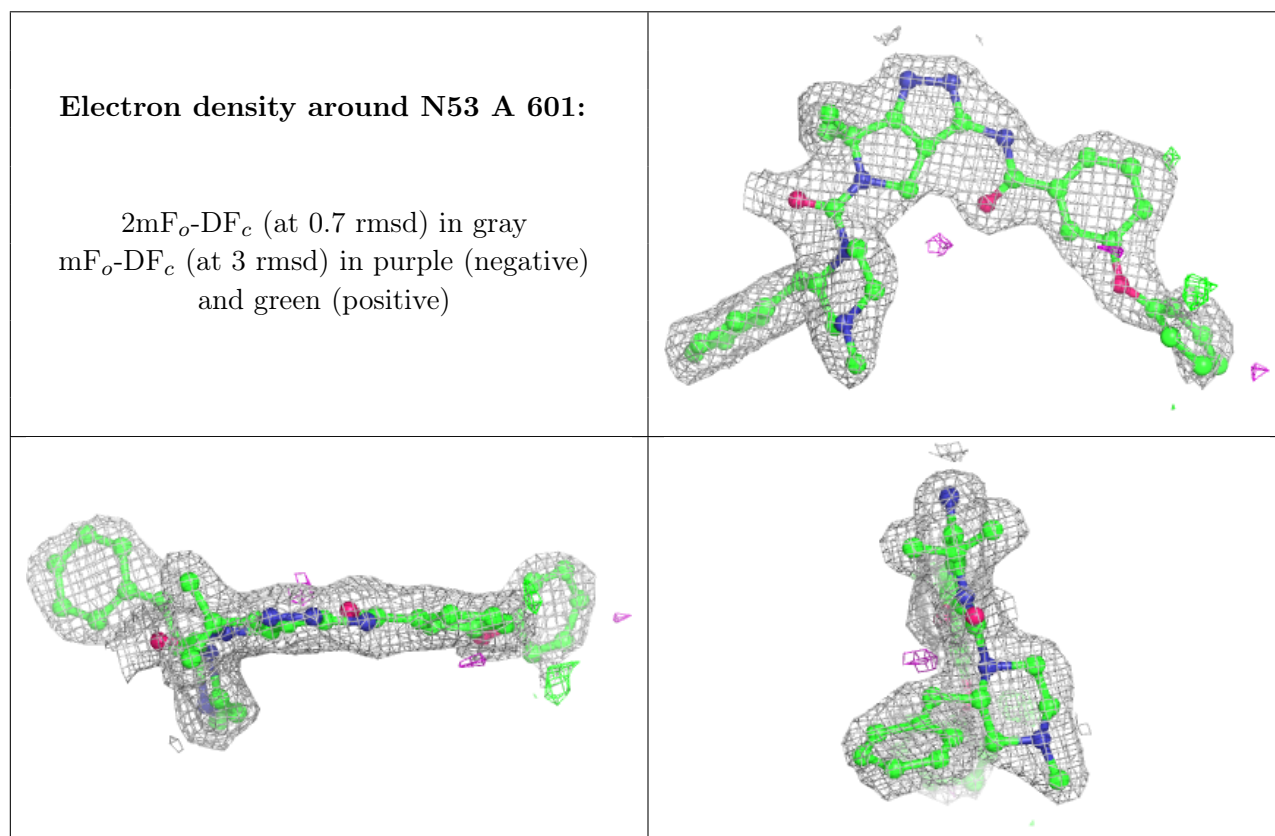 Electron density around N53 A 601:
2mFo-DFc (at 0.7 rmsd) in gray
mFo-DFc (at 3 rmsd) in purple (negative)
and green (positive)